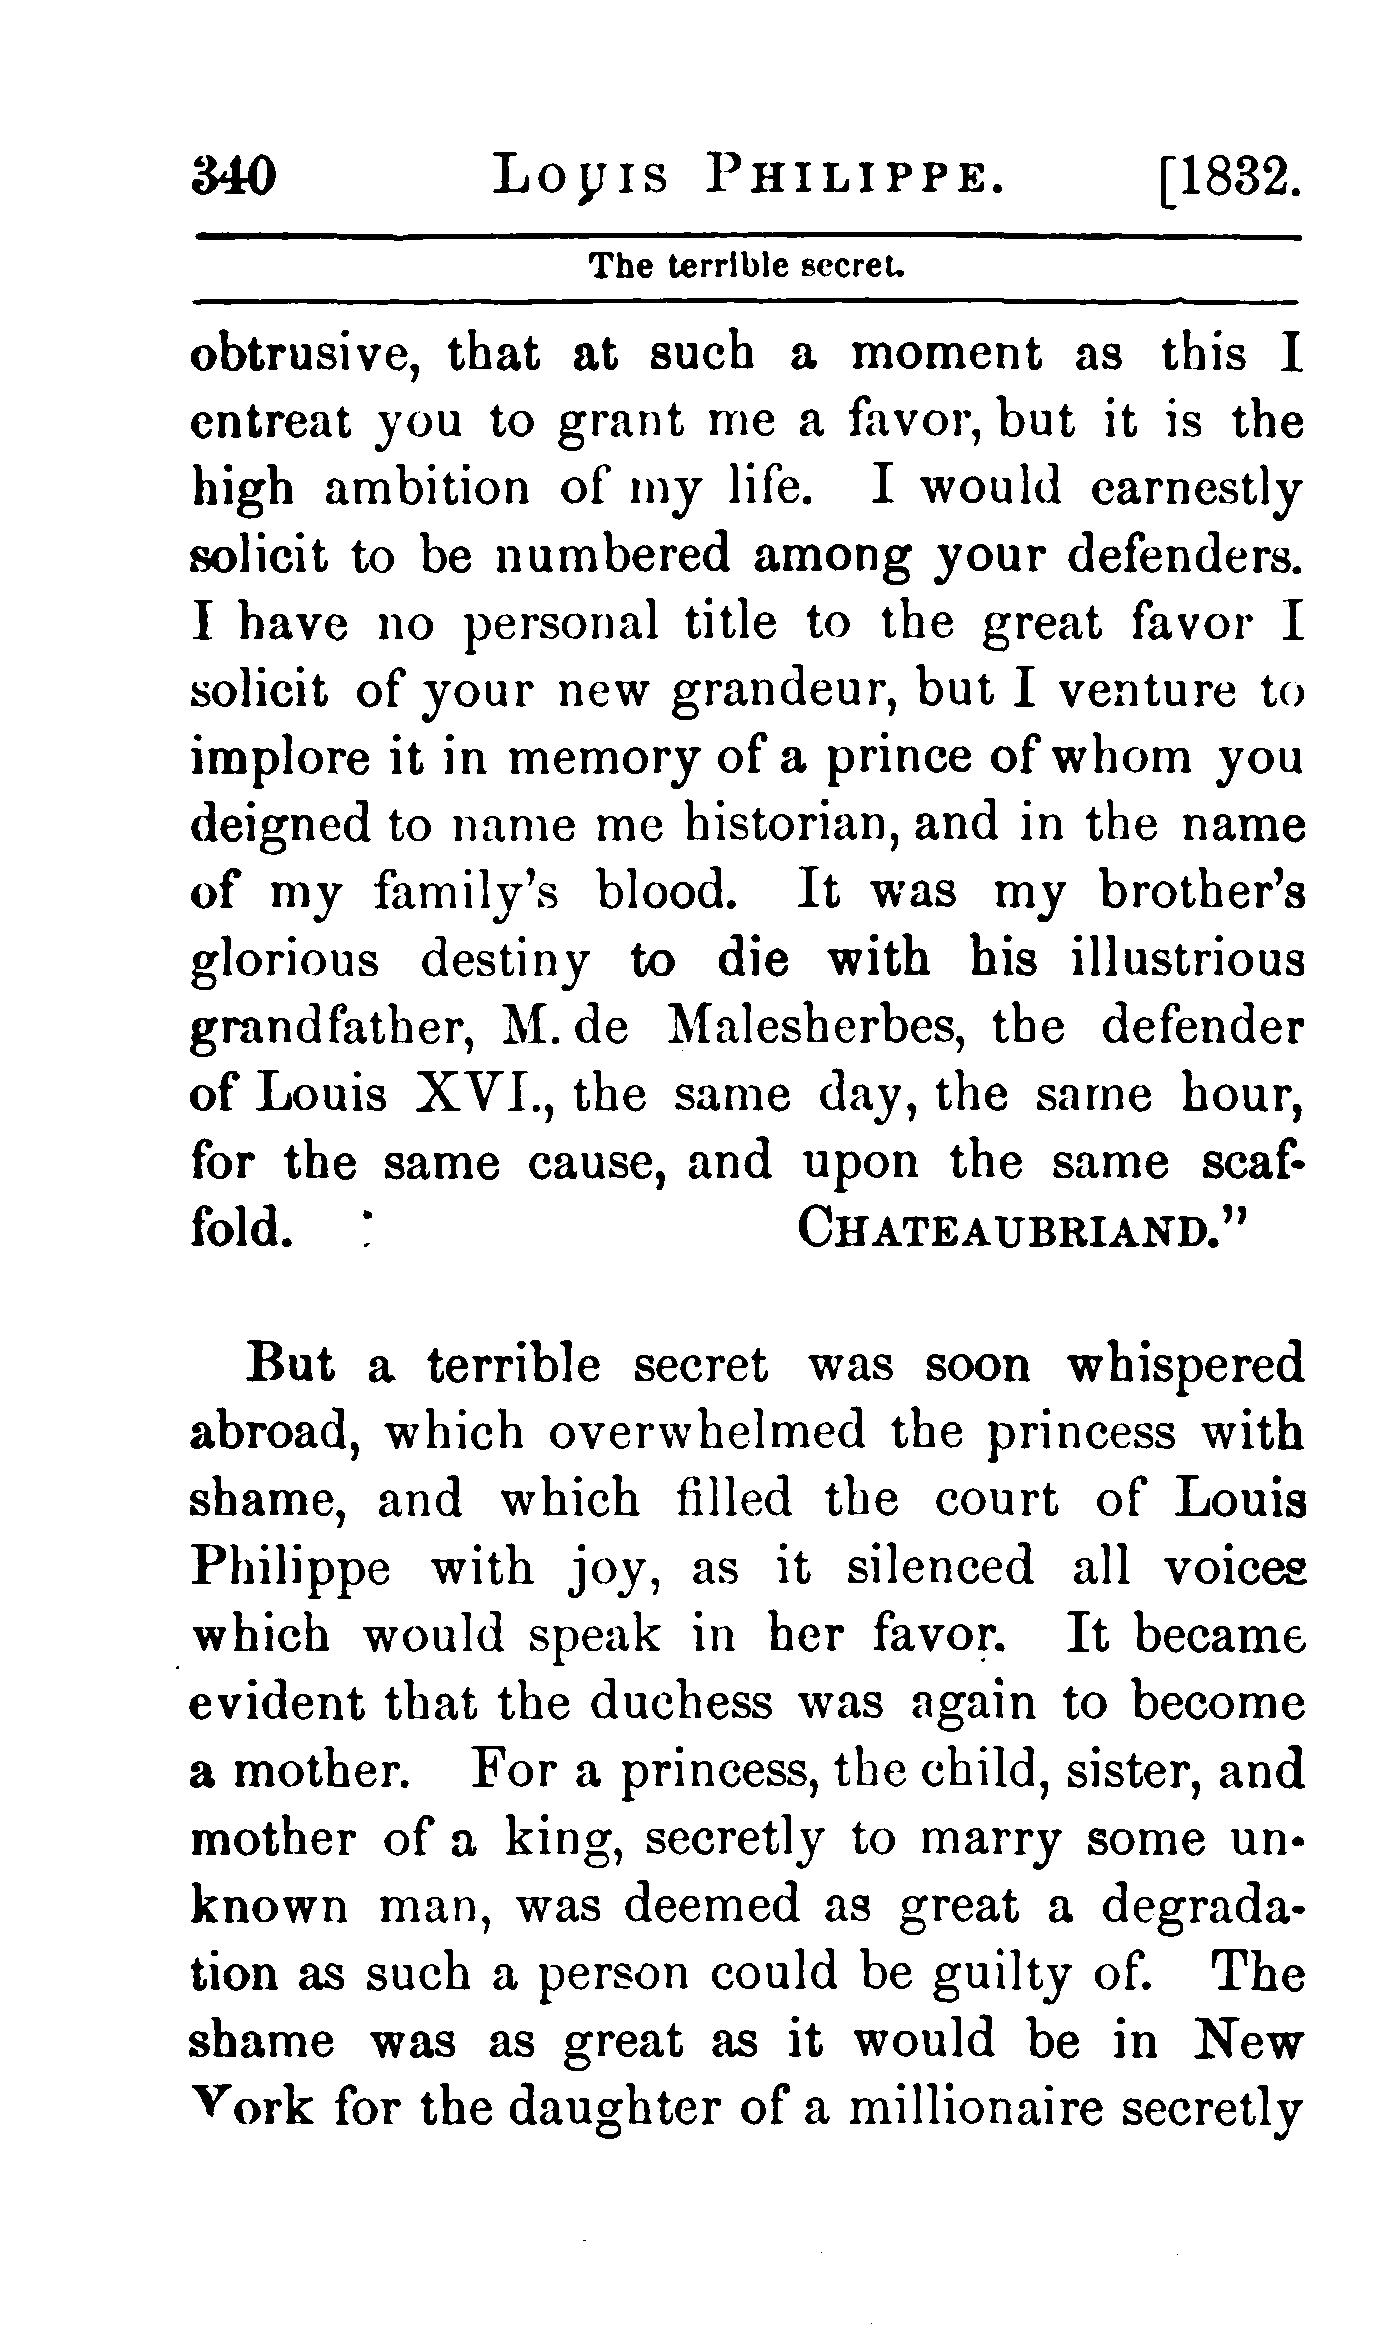 340 LOUIS PHILIPPE. [1832.
The terrible secret.
obtrusive, that at such a moment as this I
entreat you to grant me a favor, but it is the
high ambition of my life. I would earnestly
solicit to be numbered among your defenders.
I have no personal title to the great favor I
solicit of your new grandeur, but I venture to
implore it in memory of a prince of whom you
deigned to name me historian, and in the name
of my family's blood. It was my brother's
glorious destiny to die with his illustrious
grandfather, M. de Malesherbes, the defender
of Louis XVI., the same day, the same hour,
for the same cause, and upon the same scaf-
fold. CHATEAUBRIAND."
But a terrible secret was soon whispered
abroad, which overwhelmed the princess with
shame, and which filled the court of Louis
Philippe with joy, as it silenced all voices
which would speak in her favor. It became
evident that the duchess was again to become
a mother. For a princess, the child, sister, and
mother of a king, secretly to marry some un-
known man, was deemed as great a degrada-
tion as such a person could be guilty of. The
shame was as great as it would be in New
York for the daughter of a millionaire secretly